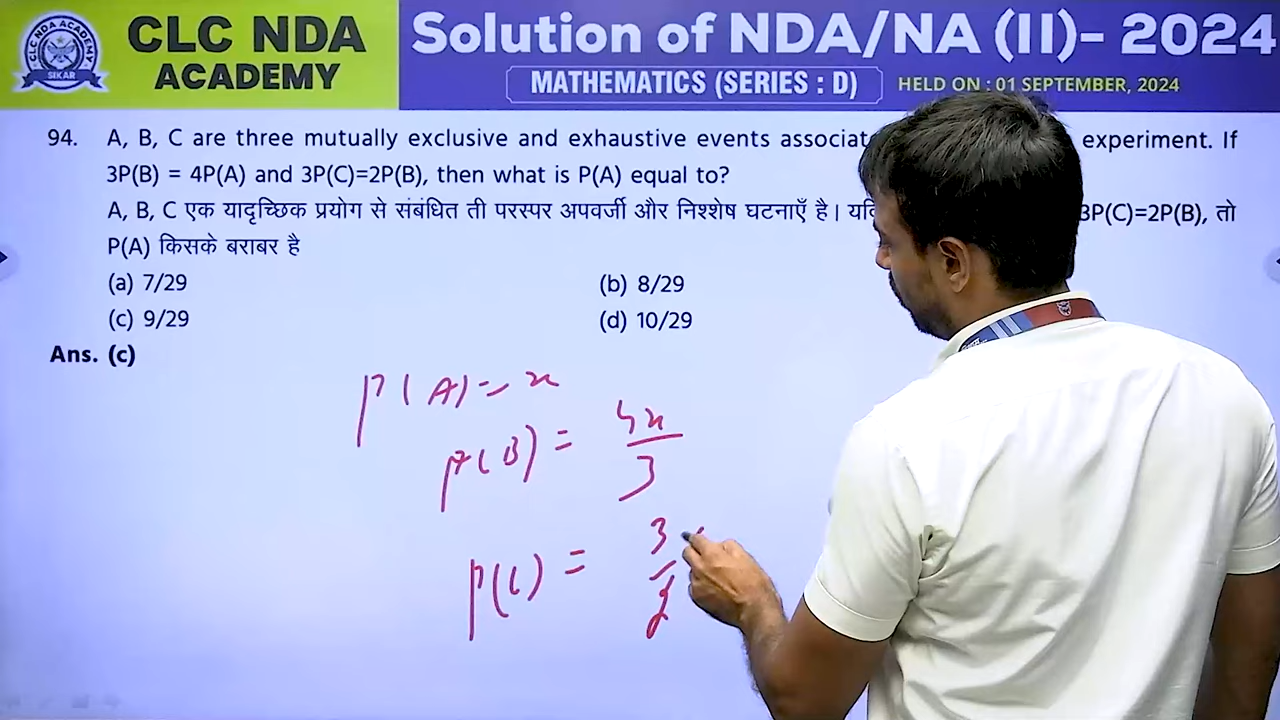 CLC NDA ACADEMY
SIKAR
CLC NDA
ACADEMY
Solution of NDA/NA (II)- 2024
MATHEMATICS (SERIES : D)
HELD ON : 01 SEPTEMBER, 2024
94. A, B, C are three mutually exclusive and exhaustive events associat experiment. If
3P(B) = 4P(A) and 3P(C)=2P(B), then what is P(A) equal to?
A, B, C एक यादृच्छिक प्रयोग से संबंधित ती परस्पर अपवर्जी और निश्शेष घटनाएँ है। यदि 3P(C)=2P(B), तो
P(A) किसके बराबर है
(a) 7/29 (b) 8/29
(c) 9/29 (d) 10/29
Ans. (c)
P(A) = x
P(B) = 4x/3
P(C) = 3